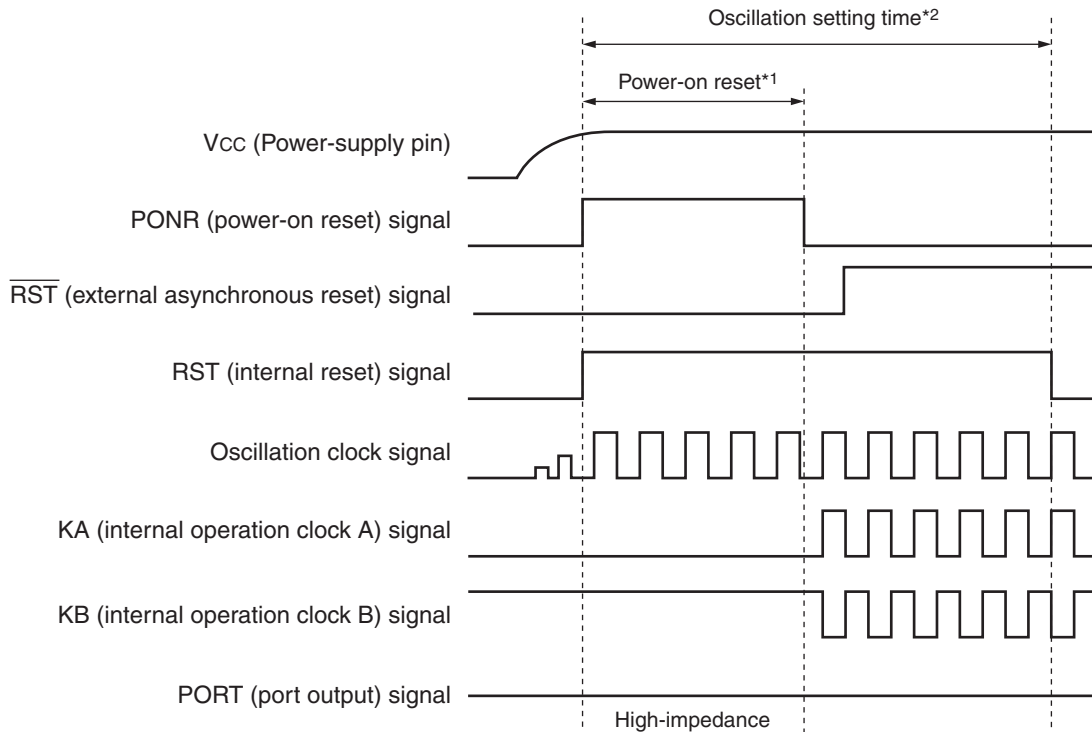 Oscillation setting time*2
Power-on reset*1
Vcc (Power-supply pin)
PONR (power-on reset) signal
R̅S̅T̅ (external asynchronous reset) signal
RST (internal reset) signal
Oscillation clock signal
KA (internal operation clock A) signal
KB (internal operation clock B) signal
PORT (port output) signal
High-impedance